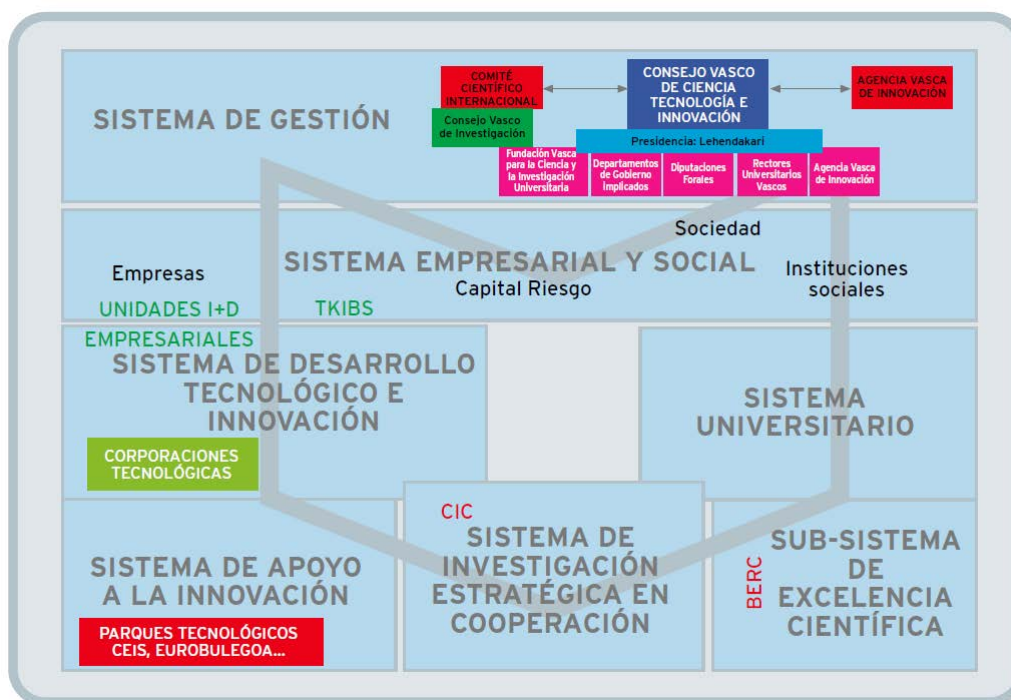 SISTEMA DE GESTIÓN
COMITÉ
CIENTÍFICO
INTERNACIONAL
Consejo Vasco
de Investigación
CONSEJO VASCO
DE CIENCIA
TECNOLOGÍA E
INNOVACIÓN
AGENCIA VASCA
DE INNOVACIÓN
Presidencia: Lehendakari
Fundación Vasca
para la Ciencia y
la Investigación
Universitaria
Departamentos
de Gobierno
Implicados
Diputaciones
Forales
Rectores
Universitarios
Vascos
Agencia Vasca
de Innovación
SISTEMA EMPRESARIAL Y SOCIAL
Sociedad
Empresas
Capital Riesgo
Instituciones
sociales
UNIDADES I+D
EMPRESARIALES
TKIBS
SISTEMA DE DESARROLLO
TECNOLÓGICO E
INNOVACIÓN
CORPORACIONES
TECNOLÓGICAS
SISTEMA
UNIVERSITARIO
SISTEMA DE APOYO
A LA INNOVACIÓN
PARQUES TECNOLÓGICOS
CEIS, EUROBULEGOA...
CIC
SISTEMA DE
INVESTIGACIÓN
ESTRATÉGICA EN
COOPERACIÓN
BERC
SUB-SISTEMA
DE
EXCELENCIA
CIENTÍFICA